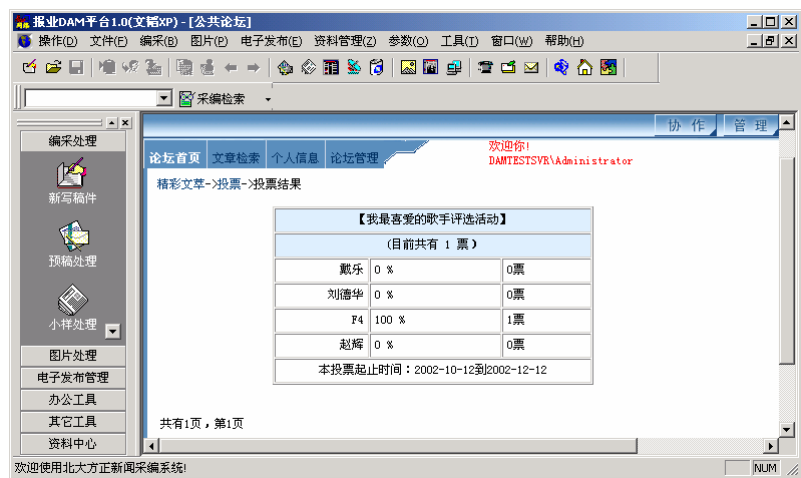 报业DAM平台1.0(文韬XP) - [公共论坛]
操作(D) 文件(F) 编采(B) 图片(P) 电子发布(E) 资料管理(Z) 参数(O) 工具(T) 窗口(W) 帮助(H)
采编检索
协 作 管 理
编采处理
论坛首页 文章检索 个人信息 论坛管理
欢迎你!
DAMTESTSVR\Administrator
精彩文萃->投票->投票结果
新写稿件
【我最喜爱的歌手评选活动】
(目前共有 1 票)
预稿处理
戴乐 0 % 0票
刘德华 0 % 0票
F4 100 % 1票
赵辉 0 % 0票
小样处理
本投票起止时间：2002-10-12到2002-12-12
图片处理
电子发布管理
办公工具
其它工具
共有1页，第1页
资料中心
欢迎使用北大方正新闻采编系统!
NUM